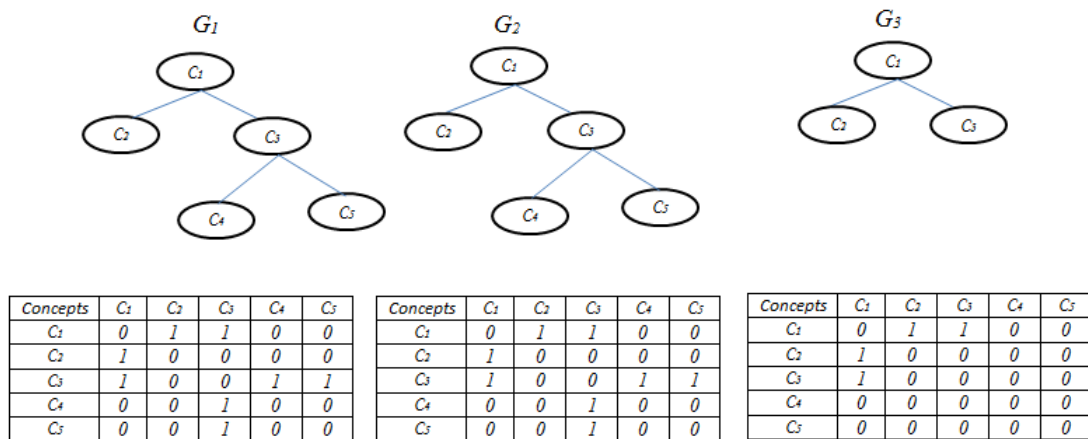 G1 G2 G3
C1 C1 C1
C2 C3 C2 C3 C2 C3
C4 C5 C4 C5
Concepts C1 C2 C3 C4 C5
C1 0 1 1 0 0
C2 1 0 0 0 0
C3 1 0 0 1 1
C4 0 0 1 0 0
C5 0 0 1 0 0
Concepts C1 C2 C3 C4 C5
C1 0 1 1 0 0
C2 1 0 0 0 0
C3 1 0 0 1 1
C4 0 0 1 0 0
C5 0 0 1 0 0
Concepts C1 C2 C3 C4 C5
C1 0 1 1 0 0
C2 1 0 0 0 0
C3 1 0 0 0 0
C4 0 0 0 0 0
C5 0 0 0 0 0